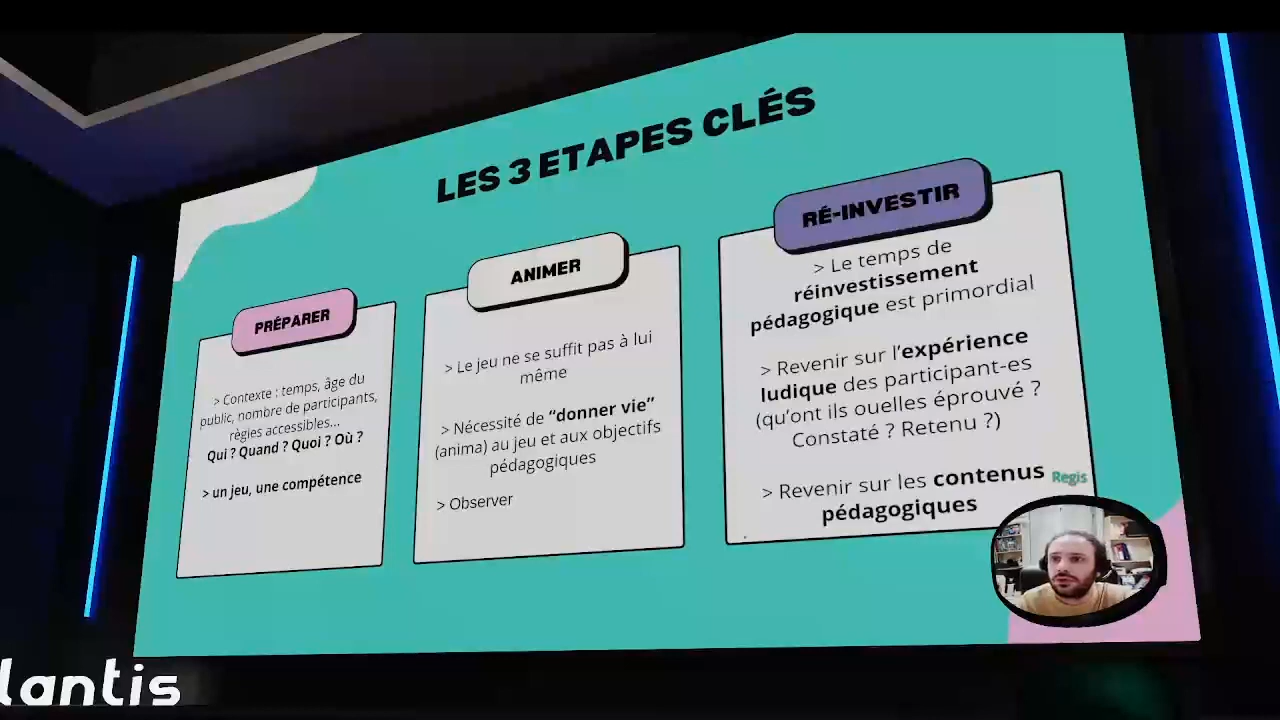 LES 3 ETAPES CLÉS
PRÉPARER
> Contexte : temps, âge du
public, nombre de participants,
règies accessibles...
Qui ? Quand ? Quoi ? Où ?
> un jeu, une compétence
ANIMER
> Le jeu ne se suffit pas à lui
même
> Nécessité de “donner vie”
(anima) au jeu et aux objectifs
pédagogiques
> Observer
RÉ-INVESTIR
> Le temps de
réinvestissement
pédagogique est primordial
> Revenir sur l’expérience
ludique des participant-es
(qu’ont ils ouelles éprouvé ?
Constaté ? Retenu ?)
> Revenir sur les contenus
pédagogiques
Regis
lantis